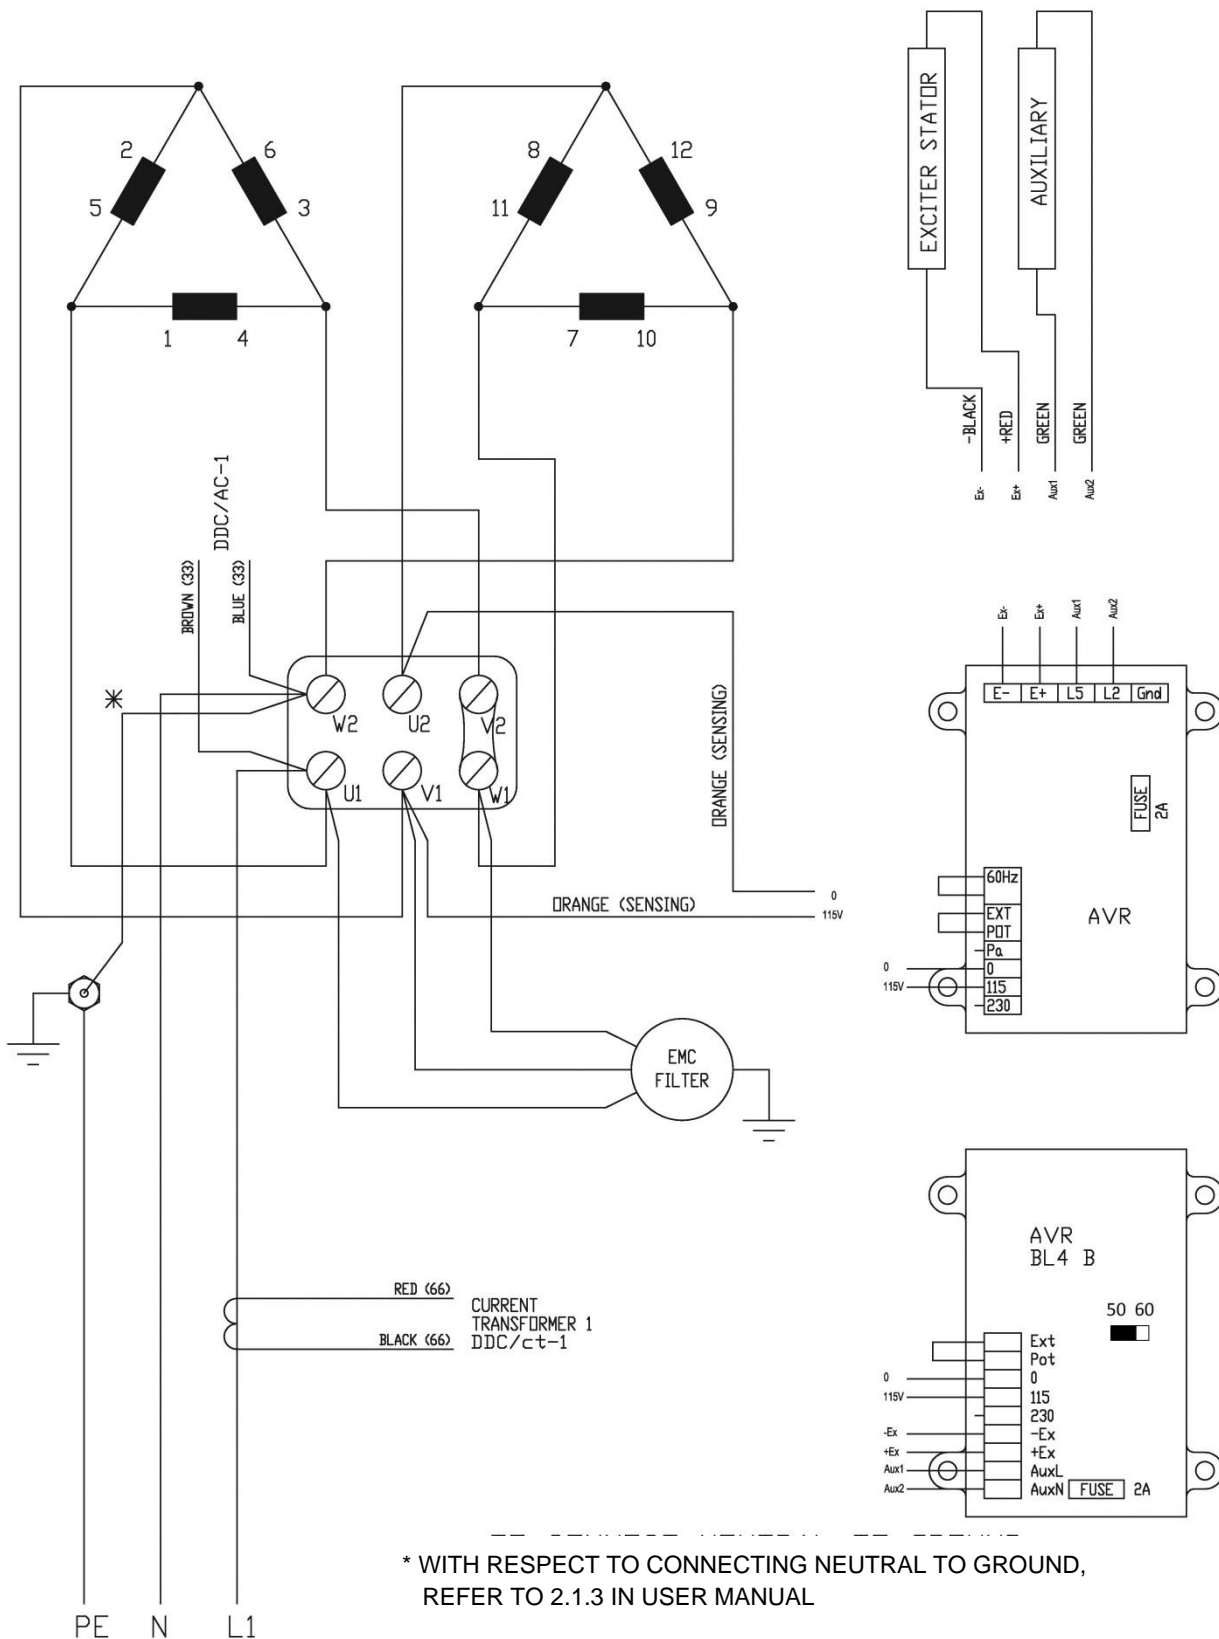 2
6
5
3
1
4
8
12
11
9
7
10
EXCITER STATOR
AUXILIARY
-BLACK
+RED
GREEN
GREEN
Ex-
Ex+
Aux1
Aux2
DDC/AC-1
BROWN (33)
BLUE (33)
*
W2
U2
V2
U1
V1
W1
ORANGE (SENSING)
ORANGE (SENSING)
0
115V
Ex-
Ex+
Aux1
Aux2
E-
E+
L5
L2
Gnd
FUSE
2A
60Hz
EXT
POT
Pa
0
115
230
0
115V
AVR
EMC
FILTER
RED (66)
BLACK (66)
CURRENT
TRANSFORMER 1
DDC/ct-1
AVR
BL4 B
50 60
Ext
Pot
0
115
230
-Ex
+Ex
AuxL
AuxN
FUSE
2A
0
115V
-Ex
+Ex
Aux1
Aux2
* WITH RESPECT TO CONNECTING NEUTRAL TO GROUND,
REFER TO 2.1.3 IN USER MANUAL
PE
N
L1